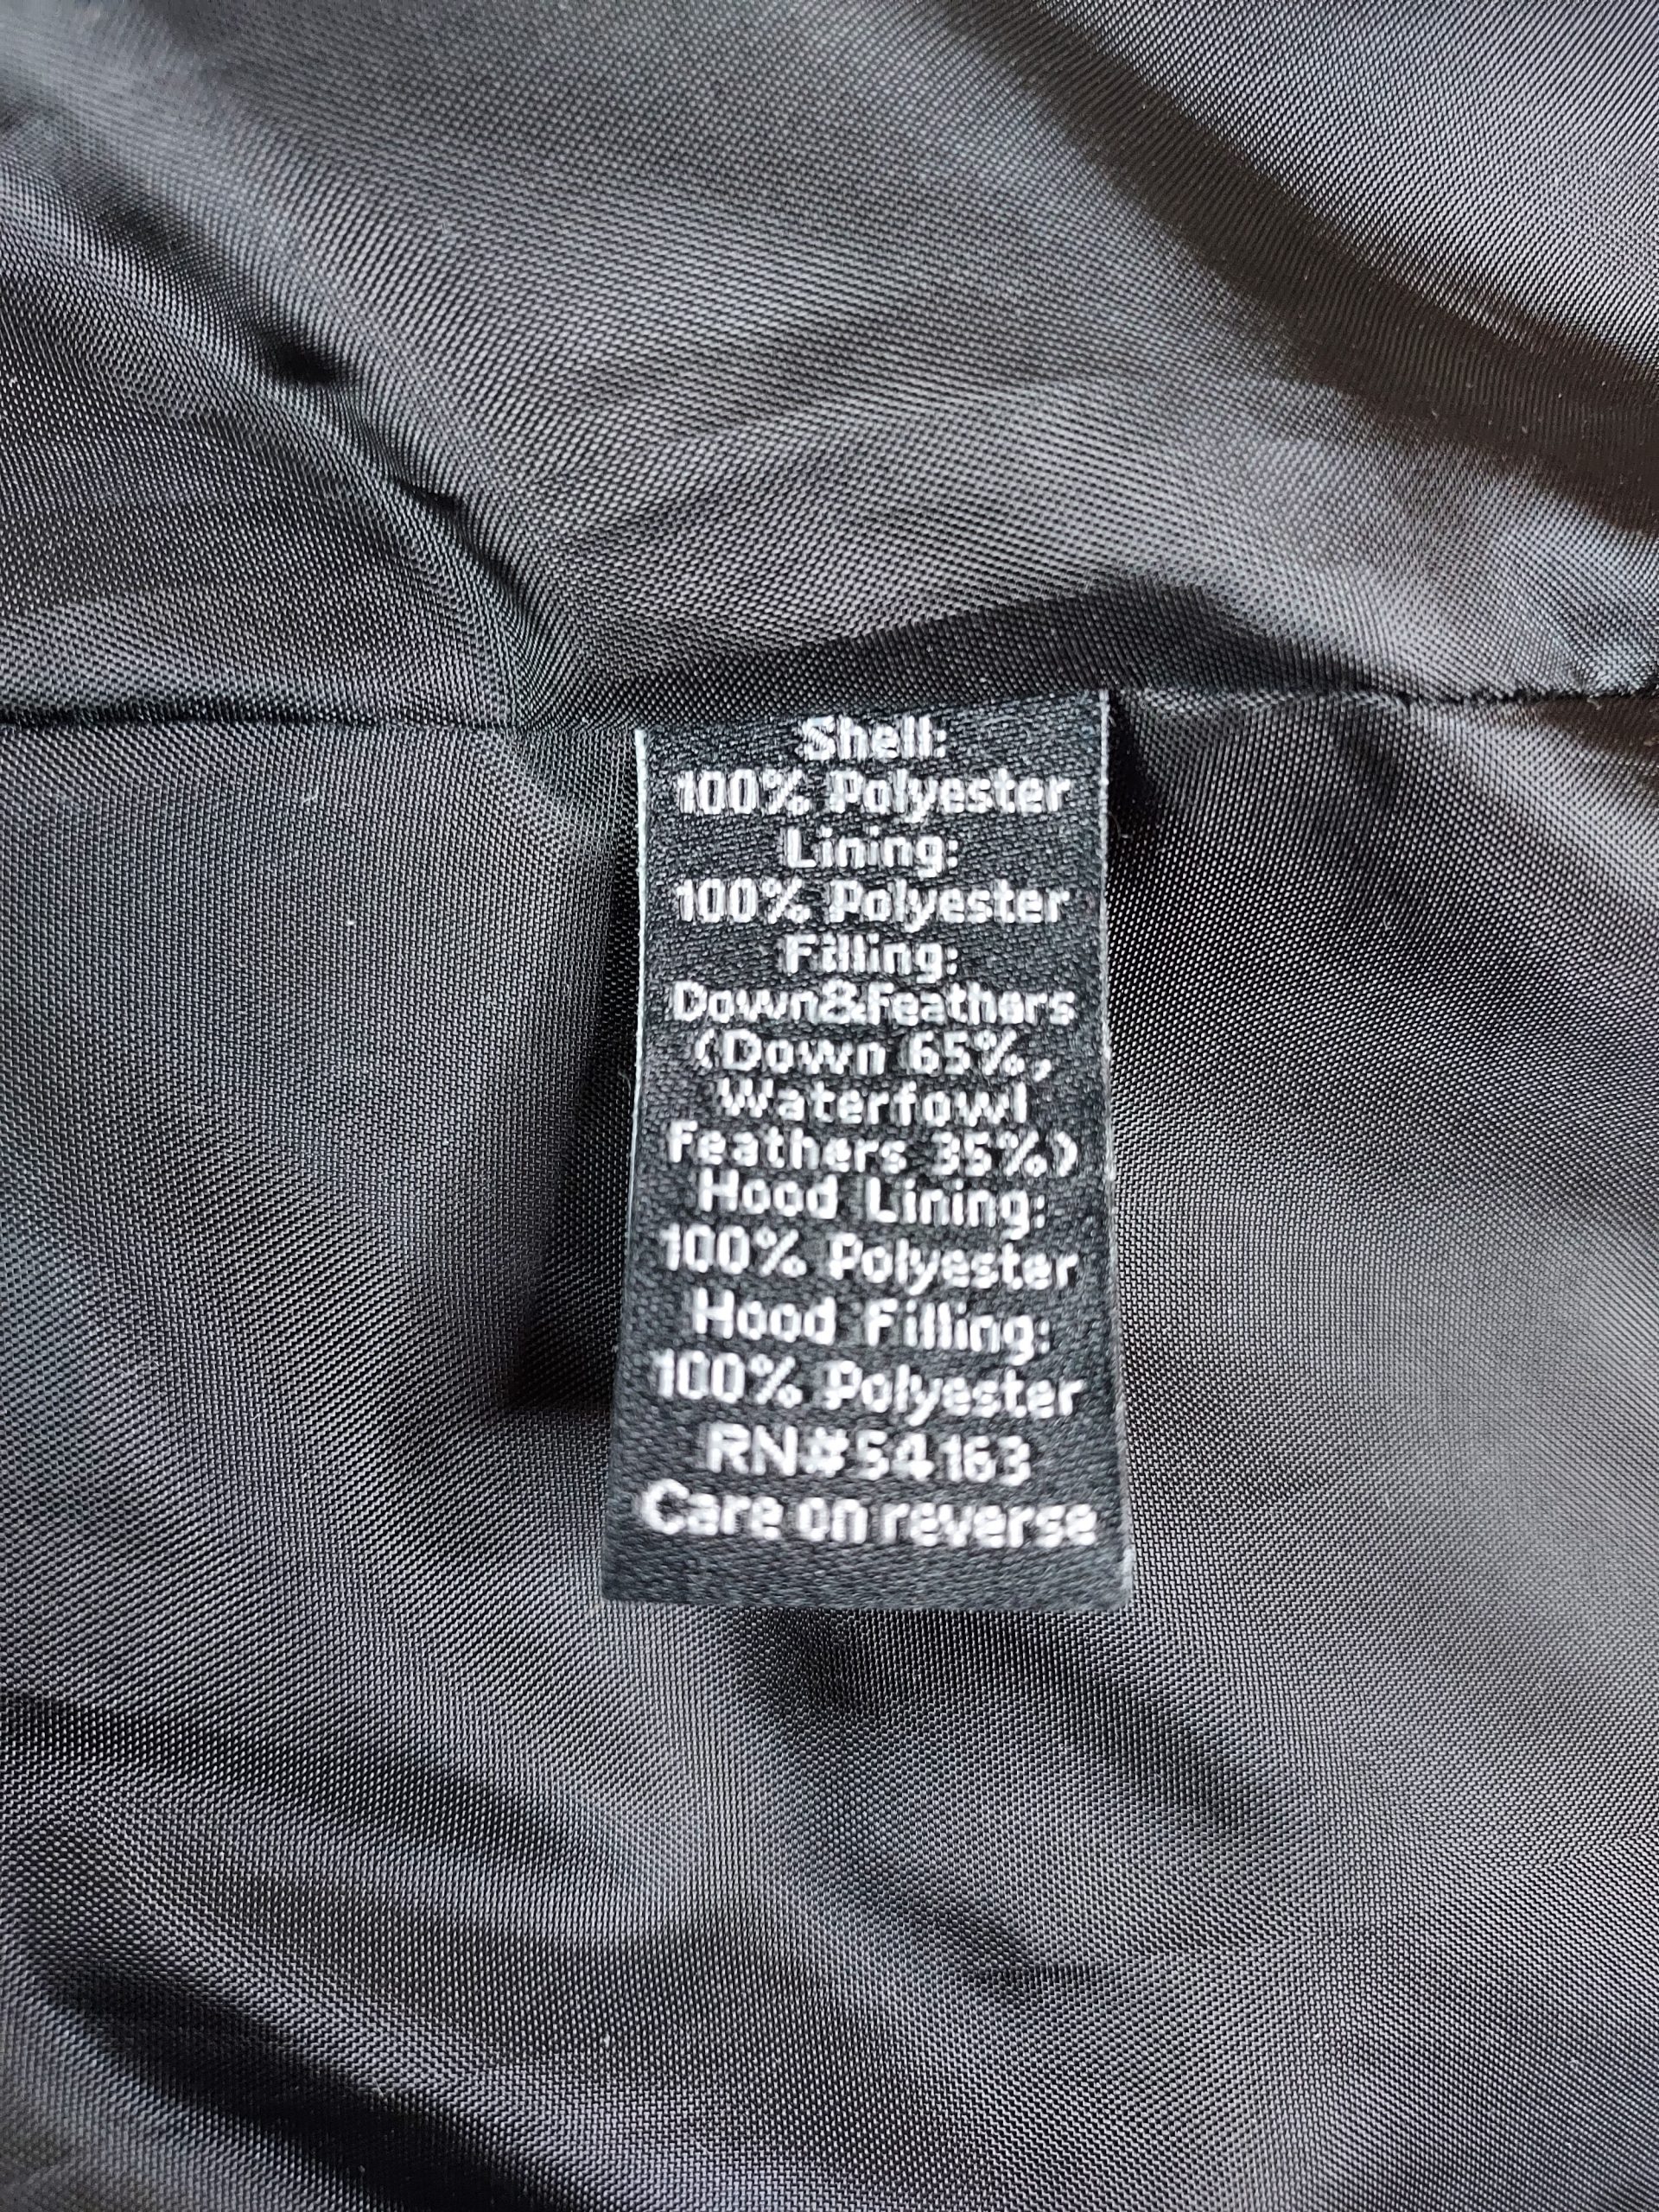 Shell:
100% Polyester
Lining:
100% Polyester
Filling:
Down&Feathers
(Down 65%,
Waterfowl
Feathers 35%)
Hood Lining:
100% Polyester
Hood Filling:
100% Polyester
RN#54163
Care on reverse